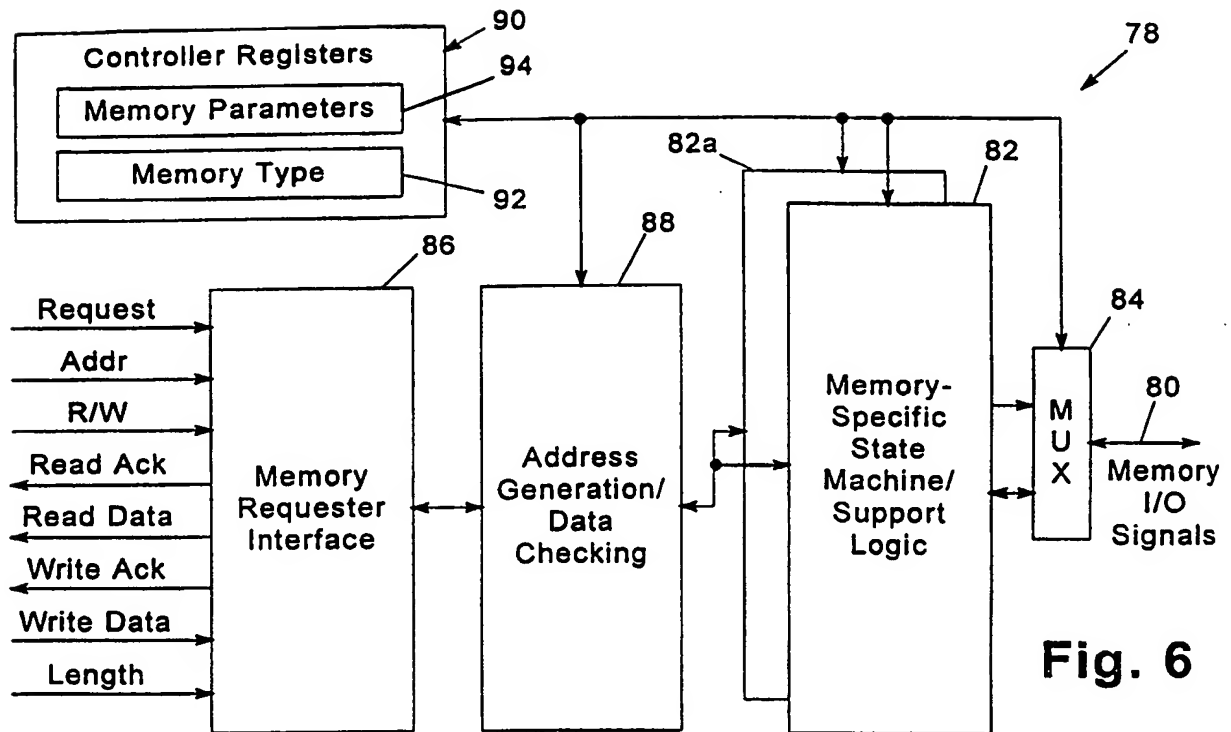 90
Controller Registers
94
Memory Parameters
Memory Type
92
78
82a
82
86
88
84
Request
Addr
R/W
Read Ack
Read Data
Write Ack
Write Data
Length
Memory
Requester
Interface
Address
Generation/
Data
Checking
Memory-
Specific
State
Machine/
Support
Logic
M
U
X
80
Memory
I/O
Signals
Fig. 6